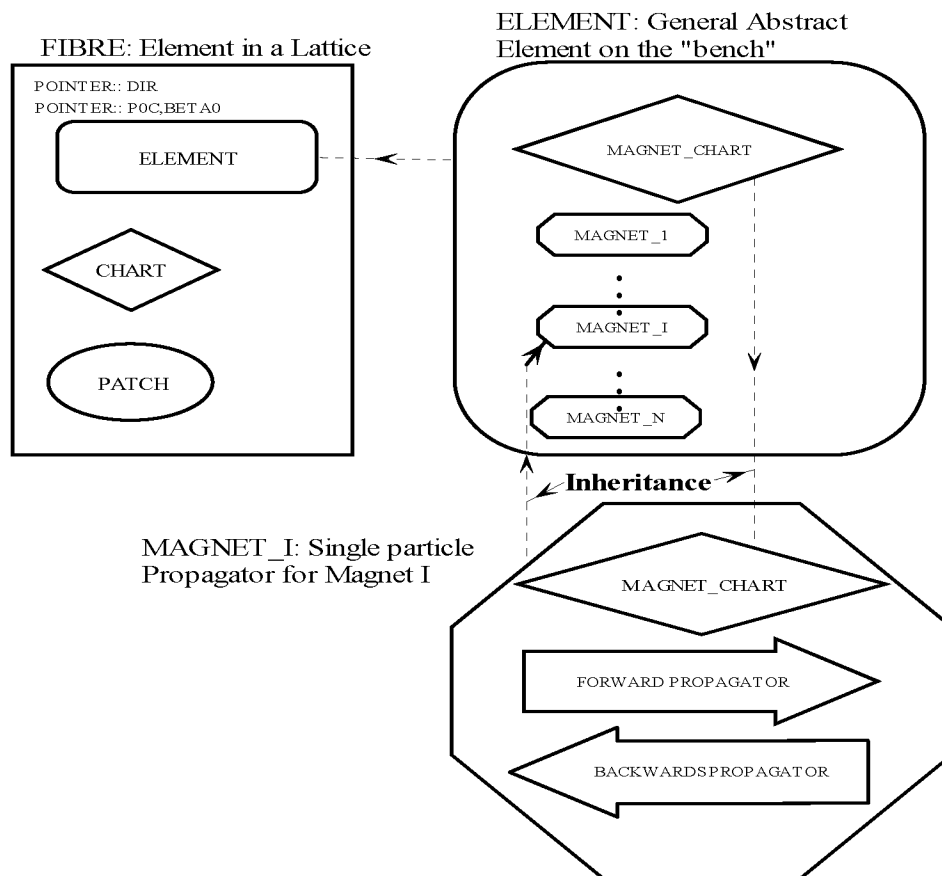 FIBRE: Element in a Lattice
POINTER:: DIR
POINTER:: P0C,BETA0
ELEMENT
CHART
PATCH
ELEMENT: General Abstract
Element on the "bench"
MAGNET_CHART
MAGNET_1
MAGNET_I
MAGNET_N
Inheritance
MAGNET_I: Single particle
Propagator for Magnet I
MAGNET_CHART
FORWARD PROPAGATOR
BACKWARDSPROPAGATOR